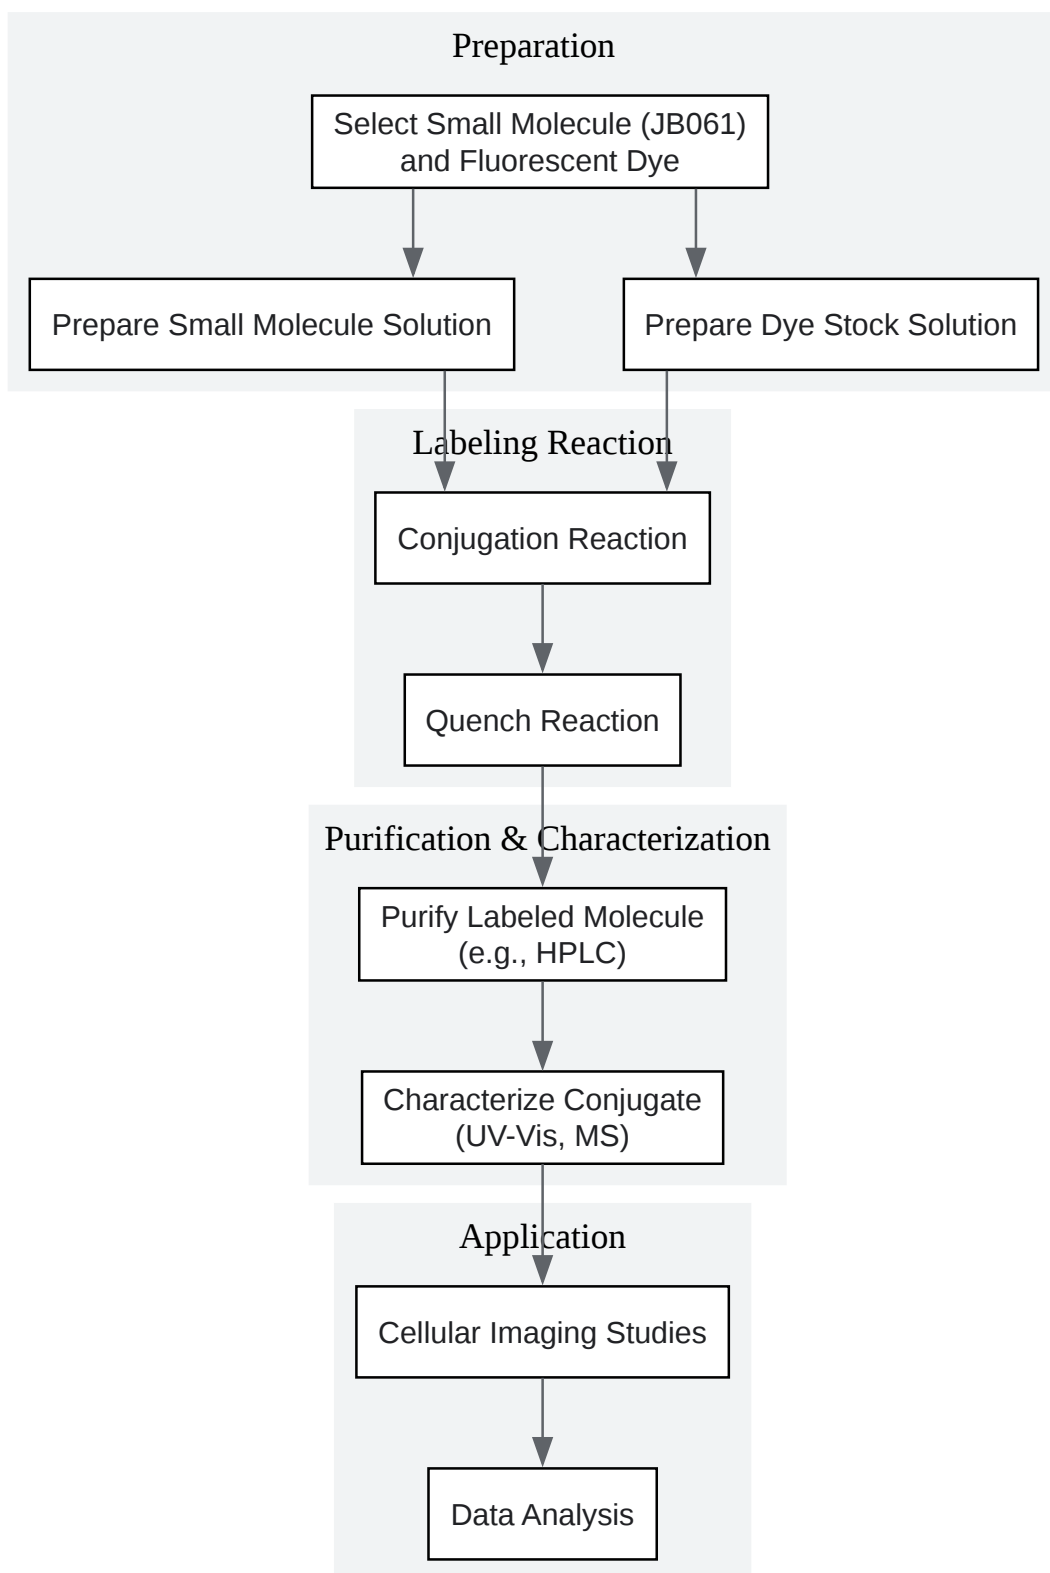 Preparation
Select Small Molecule (JB061)
and Fluorescent Dye
Prepare Small Molecule Solution
Prepare Dye Stock Solution
Labeling Reaction
Conjugation Reaction
Quench Reaction
Purification & Characterization
Purify Labeled Molecule
(e.g., HPLC)
Characterize Conjugate
(UV-Vis, MS)
Application
Cellular Imaging Studies
Data Analysis